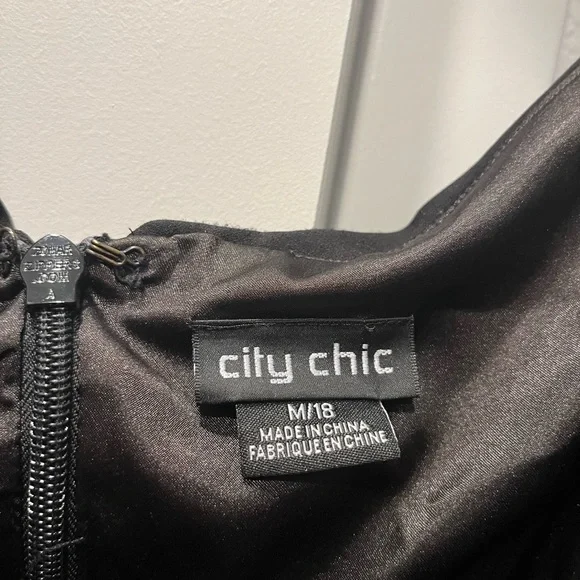 city chic
M/18
MADE IN CHINA
FABRIQUE EN CHINE